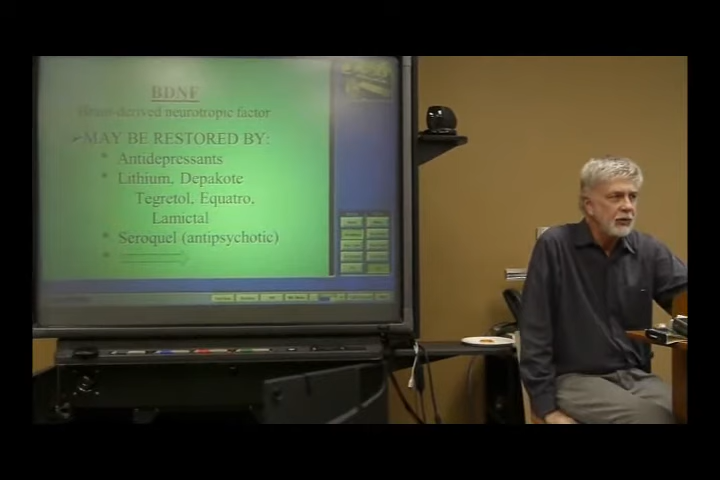 BDNF
Brain-derived neurotropic factor
MAY BE RESTORED BY:
Antidepressants
Lithium, Depakote
Tegretol, Equatro,
Lamictal
Seroquel (antipsychotic)